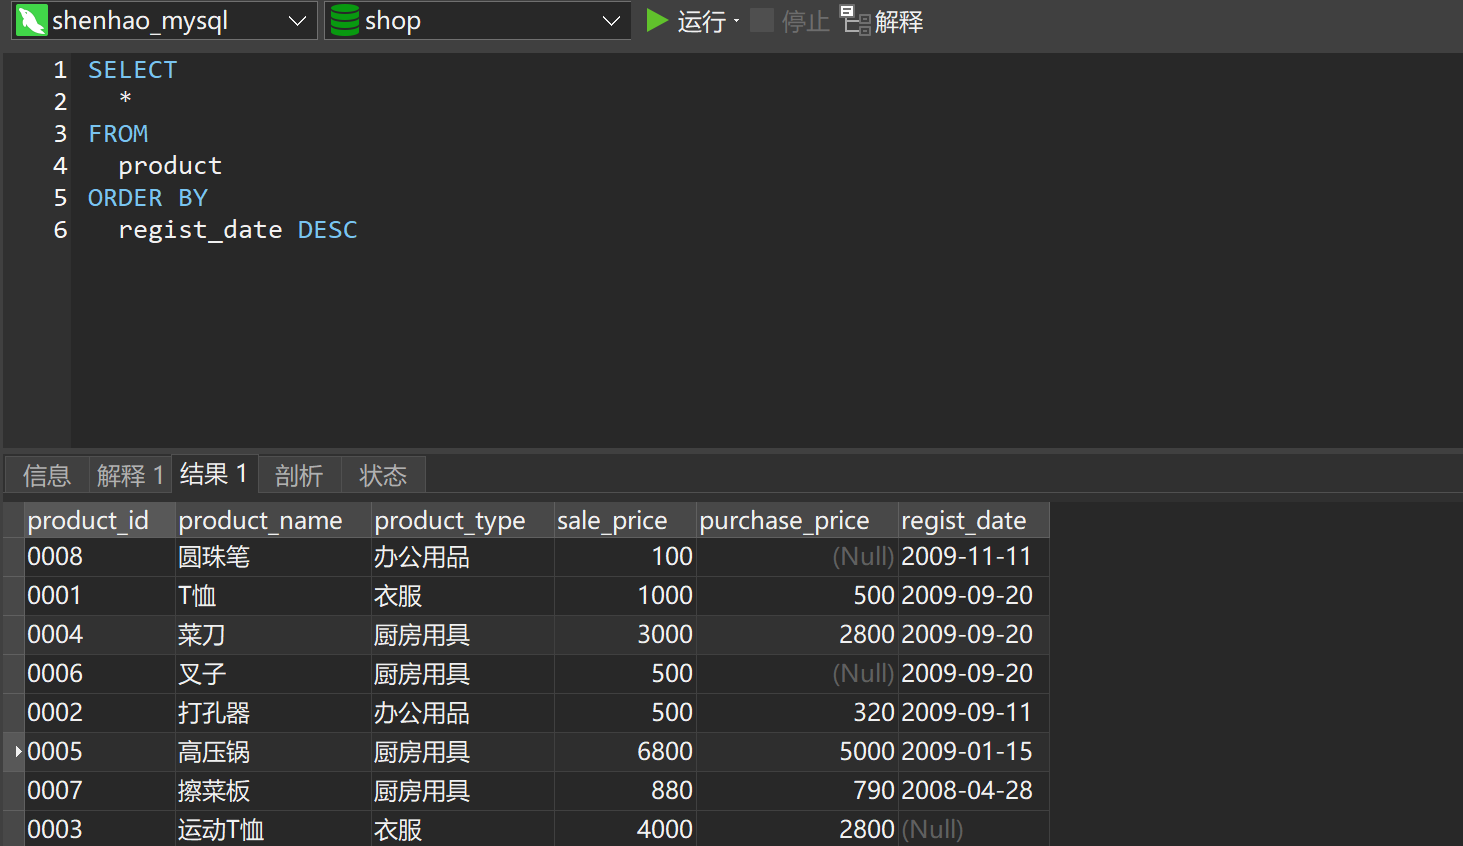 shenhao_mysql shop 运行 停止 解释
1 SELECT
2 *
3 FROM
4 product
5 ORDER BY
6 regist_date DESC
信息 解释 1 结果 1 剖析 状态
product_id product_name product_type sale_price purchase_price regist_date
0008 圆珠笔 办公用品 100 (Null) 2009-11-11
0001 T恤 衣服 1000 500 2009-09-20
0004 菜刀 厨房用具 3000 2800 2009-09-20
0006 叉子 厨房用具 500 (Null) 2009-09-20
0002 打孔器 办公用品 500 320 2009-09-11
0005 高压锅 厨房用具 6800 5000 2009-01-15
0007 擦菜板 厨房用具 880 790 2008-04-28
0003 运动T恤 衣服 4000 2800 (Null)